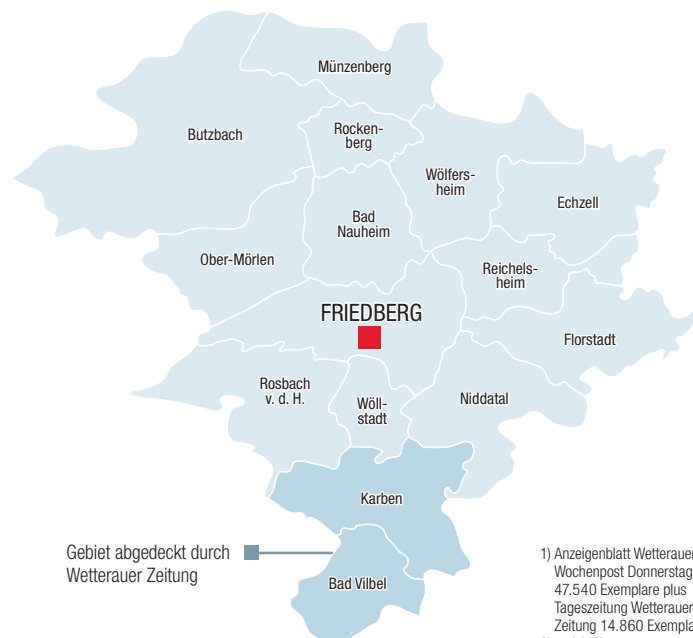 Münzenberg
Butzbach
Rocken-
berg
Wölfers-
heim
Echzell
Bad
Nauheim
Ober-Mörlen
Reichels-
heim
FRIEDBERG
Florstadt
Rosbach
v. d. H.
Wöll-
stadt
Niddatal
Karben
Gebiet abgedeckt durch
Wetterauer Zeitung
Bad Vilbel
1) Anzeigenblatt Wetterauer
Wochenpost Donnerstag
47.540 Exemplare plus
Tageszeitung Wetterauer
Zeitung 14.860 Exempla